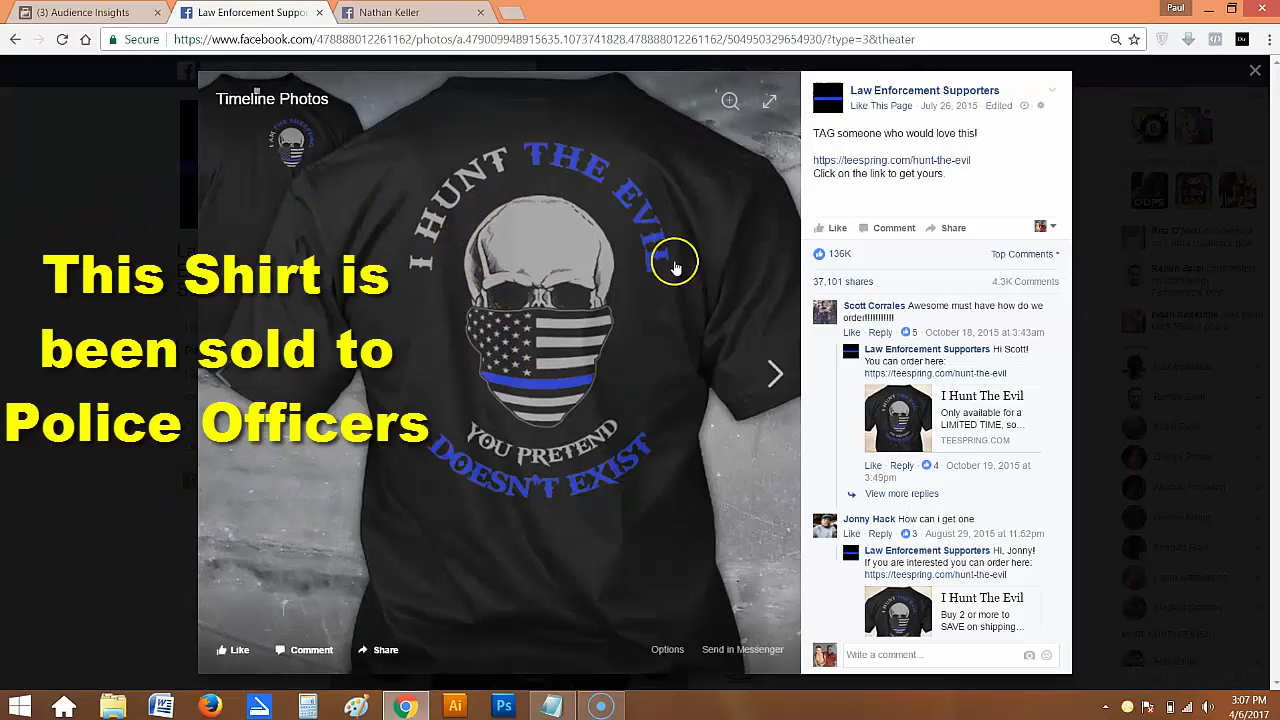 (3) Audience Insights
Law Enforcement Suppor
Nathan Keller
Paul
Secure
https://www.facebook.com/478888012261162/photos/a.479009948915635.1073741828.478888012261162/504950329654930/?type=3&theater
Timeline Photos
I AM THE SHEEPDOG
I HUNT THE EVIL
YOU PRETEND
DOESN'T EXIST
This Shirt is
been sold to
Police Officers
Like
Comment
Share
Options
Send in Messenger
Law Enforcement Supporters
Like This Page · July 26, 2015 · Edited
TAG someone who would love this!
https://teespring.com/hunt-the-evil
Click on the link to get yours.
Like Comment Share
136K
Top Comments
37,101 shares
4.3K Comments
Scott Corrales Awesome must have how do we
order!!!!!!!!!!!
Like · Reply · 5 · October 18, 2015 at 3:43am
Law Enforcement Supporters Hi Scott!
You can order here:
https://teespring.com/hunt-the-evil
I Hunt The Evil
Only available for a
LIMITED TIME, so...
TEESPRING.COM
Like · Reply · 4 · October 19, 2015 at
3:49pm
View more replies
Jonny Hack How can i get one
Like · Reply · 3 · August 29, 2015 at 11:52pm
Law Enforcement Supporters Hi, Jonny!
If you are interested you can order here:
https://teespring.com/hunt-the-evil
I Hunt The Evil
Buy 2 or more to
SAVE on shipping...
Write a comment...
3:07 PM
4/6/2017